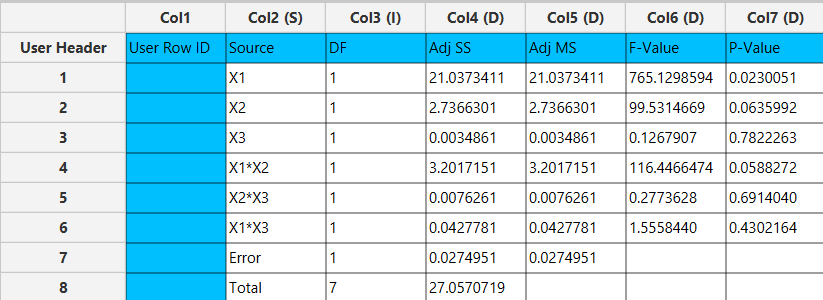 Col1 Col2 (S) Col3 (I) Col4 (D) Col5 (D) Col6 (D) Col7 (D)
User Header User Row ID Source DF Adj SS Adj MS F-Value P-Value
1 X1 1 21.0373411 21.0373411 765.1298594 0.0230051
2 X2 1 2.7366301 2.7366301 99.5314669 0.0635992
3 X3 1 0.0034861 0.0034861 0.1267907 0.7822263
4 X1*X2 1 3.2017151 3.2017151 116.4466474 0.0588272
5 X2*X3 1 0.0076261 0.0076261 0.2773628 0.6914040
6 X1*X3 1 0.0427781 0.0427781 1.5558440 0.4302164
7 Error 1 0.0274951 0.0274951
8 Total 7 27.0570719